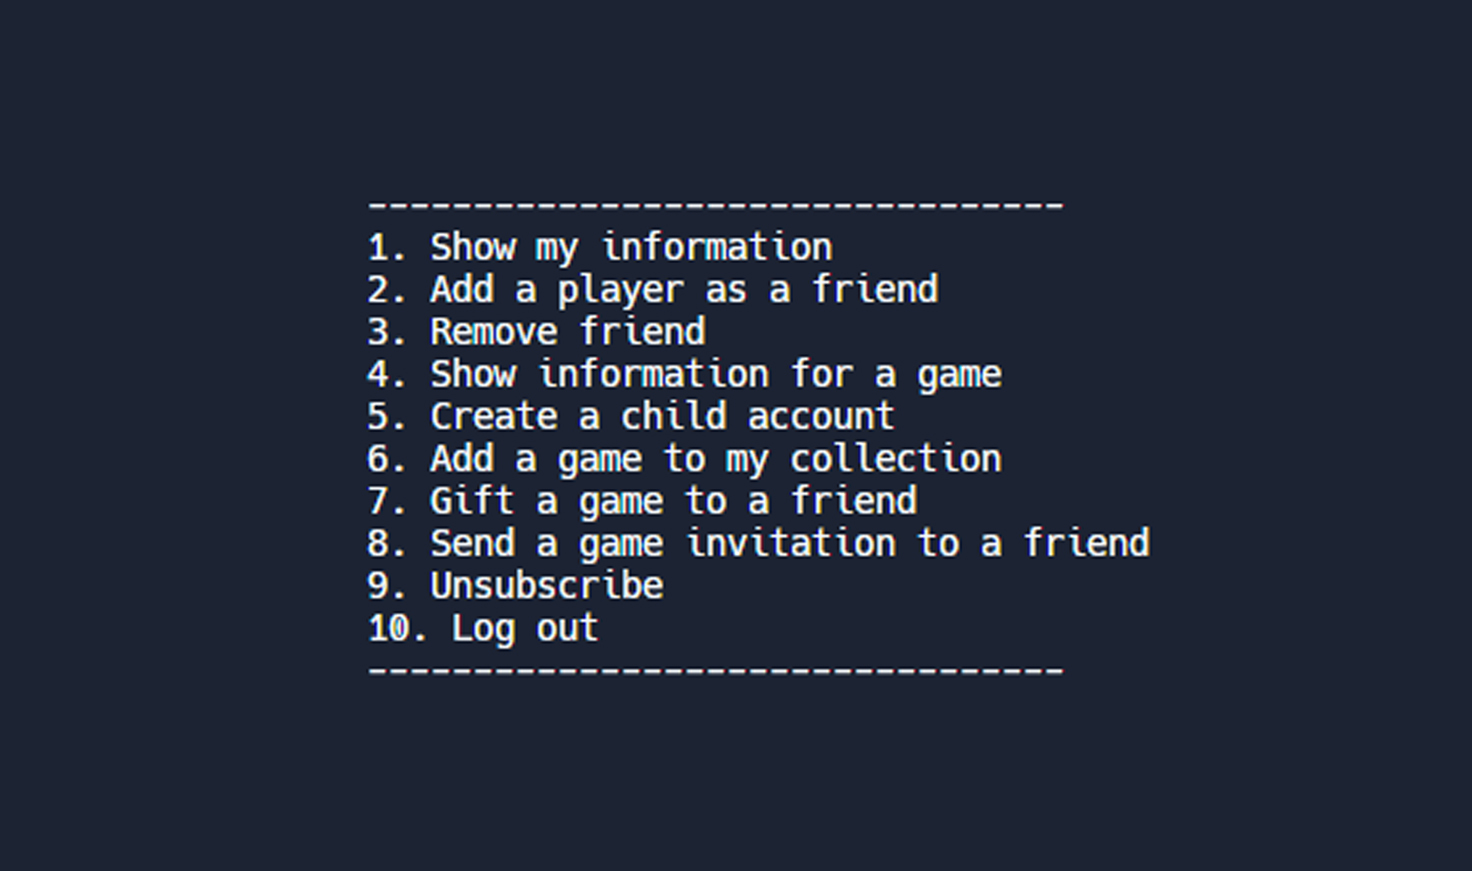 ---------------------------------
1. Show my information
2. Add a player as a friend
3. Remove friend
4. Show information for a game
5. Create a child account
6. Add a game to my collection
7. Gift a game to a friend
8. Send a game invitation to a friend
9. Unsubscribe
10. Log out
---------------------------------